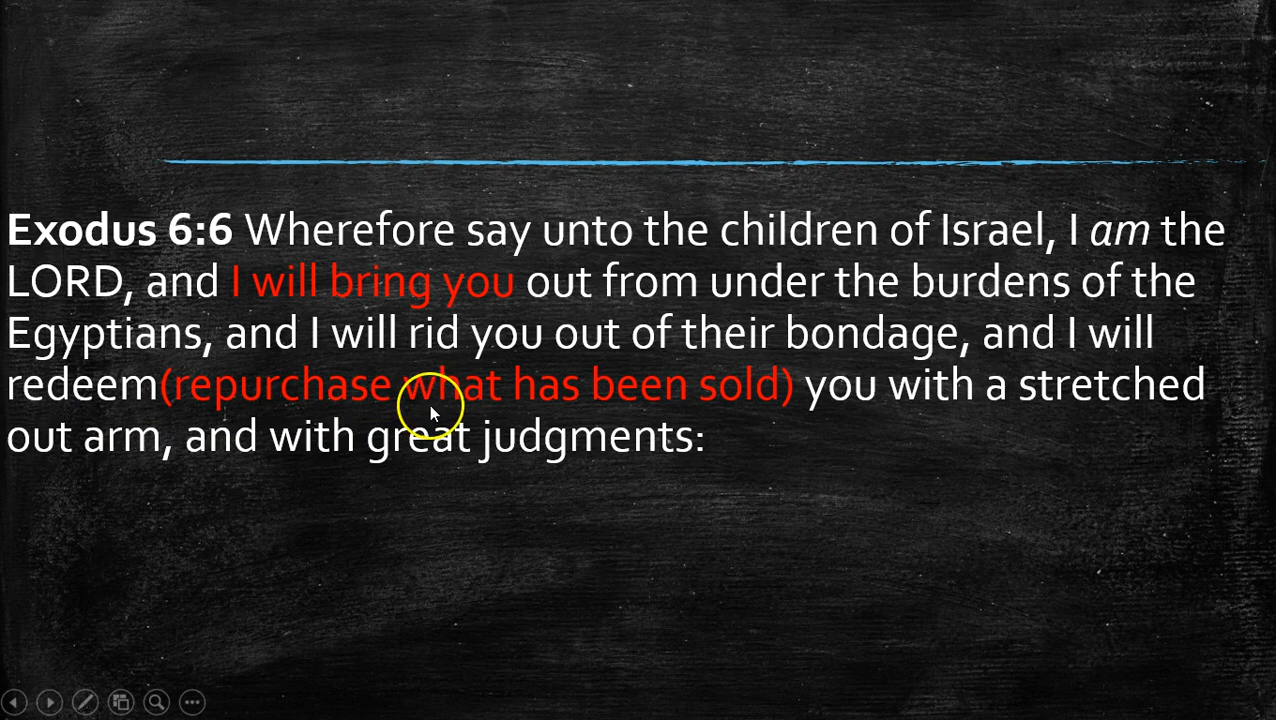 Exodus 6:6 Wherefore say unto the children of Israel, I am the
LORD, and I will bring you out from under the burdens of the
Egyptians, and I will rid you out of their bondage, and I will
redeem(repurchase what has been sold) you with a stretched
out arm, and with great judgments: